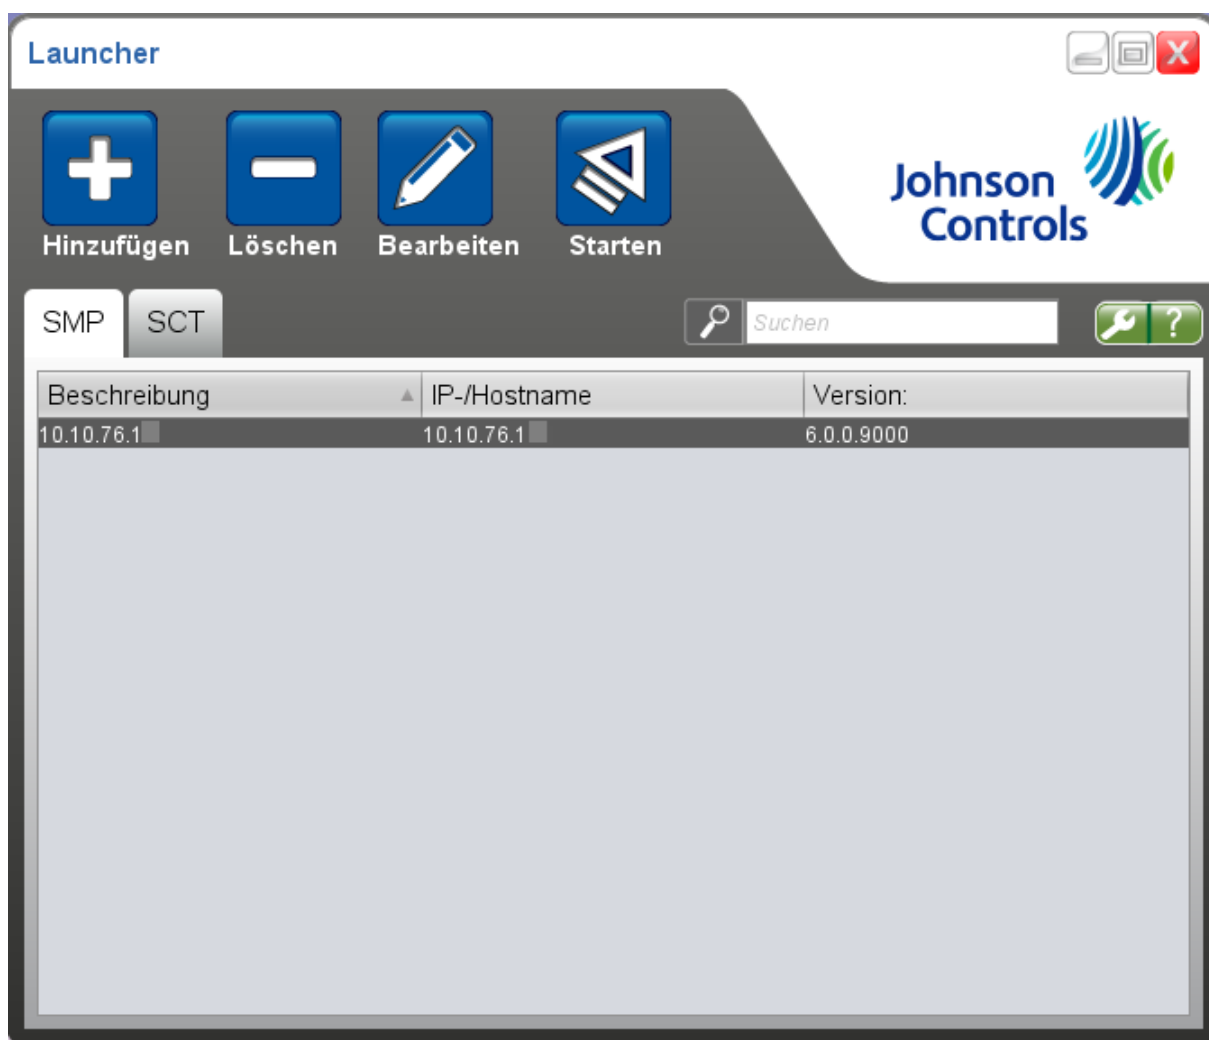 Launcher
Johnson
Controls
Hinzufügen Löschen Bearbeiten Starten
SMP SCT Suchen ?
Beschreibung IP-/Hostname Version:
10.10.76.1 10.10.76.1 6.0.0.9000